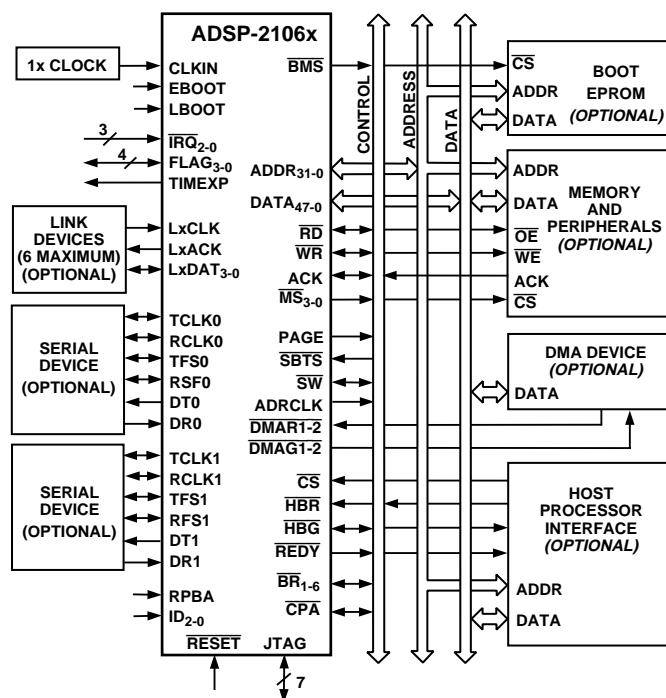 ADSP-2106x
1x CLOCK
CLKIN
EBOOT
LBOOT
3
IRQ2-0
4
FLAG3-0
TIMEXP
LINK
DEVICES
(6 MAXIMUM)
(OPTIONAL)
LxCLK
LxACK
LxDAT3-0
SERIAL
DEVICE
(OPTIONAL)
TCLK0
RCLK0
TFS0
RSF0
DT0
DR0
SERIAL
DEVICE
(OPTIONAL)
TCLK1
RCLK1
TFS1
RFS1
DT1
DR1
RPBA
ID2-0
RESET
JTAG
7
BMS
ADDR31-0
DATA47-0
RD
WR
ACK
MS3-0
PAGE
SBTS
SW
ADRCLK
DMAR1-2
DMAG1-2
CS
HBR
HBG
REDY
BR1-6
CPA
CONTROL
ADDRESS
DATA
CS
BOOT
EPROM
(OPTIONAL)
ADDR
DATA
ADDR
MEMORY
AND
PERIPHERALS
(OPTIONAL)
DATA
OE
WE
ACK
CS
DMA DEVICE
(OPTIONAL)
DATA
HOST
PROCESSOR
INTERFACE
(OPTIONAL)
ADDR
DATA